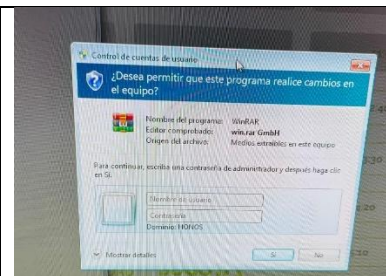 Control de cuentas de usuario
¿Desea permitir que este programa realice cambios en
el equipo?
Nombre del programa: WinRAR
Editor comprobado: win.rar GmbH
Origen del archivo: Medios extraíbles en este equipo
Para continuar, escriba una contraseña de administrador y después haga clic
en Sí.
Nombre de usuario
Contraseña
Dominio: HONOS
Mostrar detalles
Sí
No